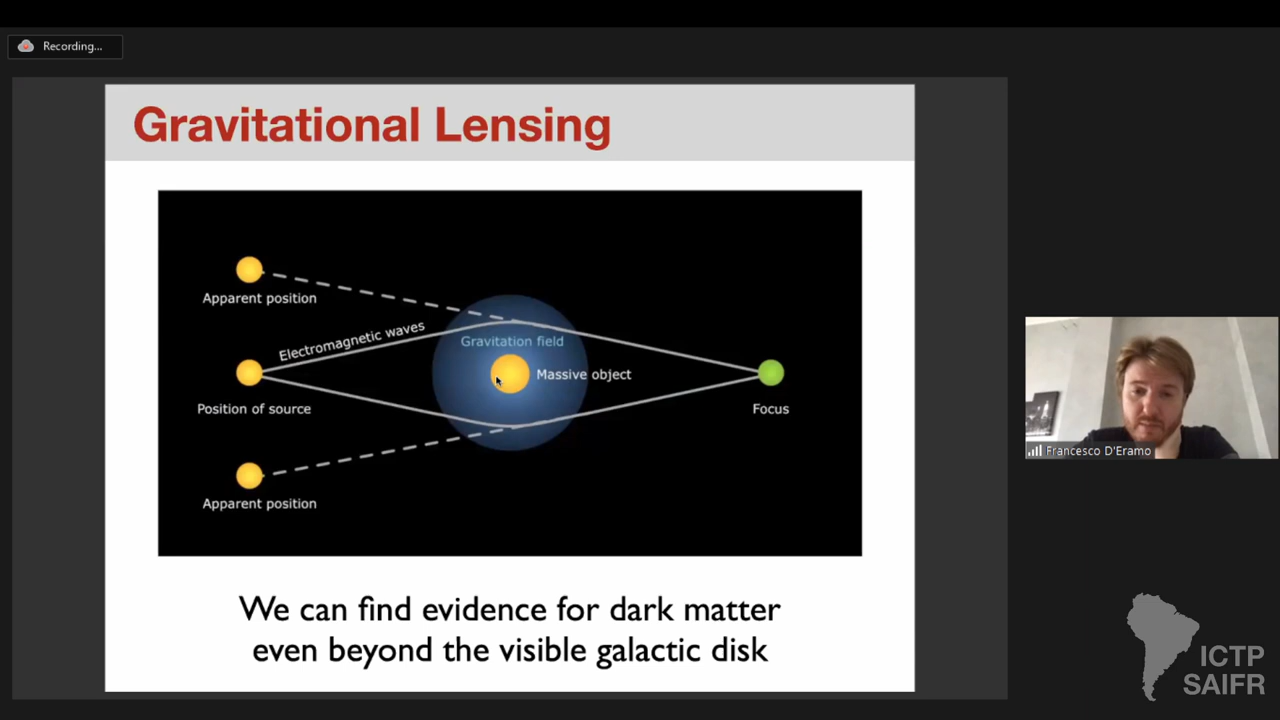 Recording...
Gravitational Lensing
Apparent position
Electromagnetic waves
Gravitation field
Massive object
Position of source
Focus
Apparent position
We can find evidence for dark matter
even beyond the visible galactic disk
Francesco D'Eramo
ICTP
SAIFR